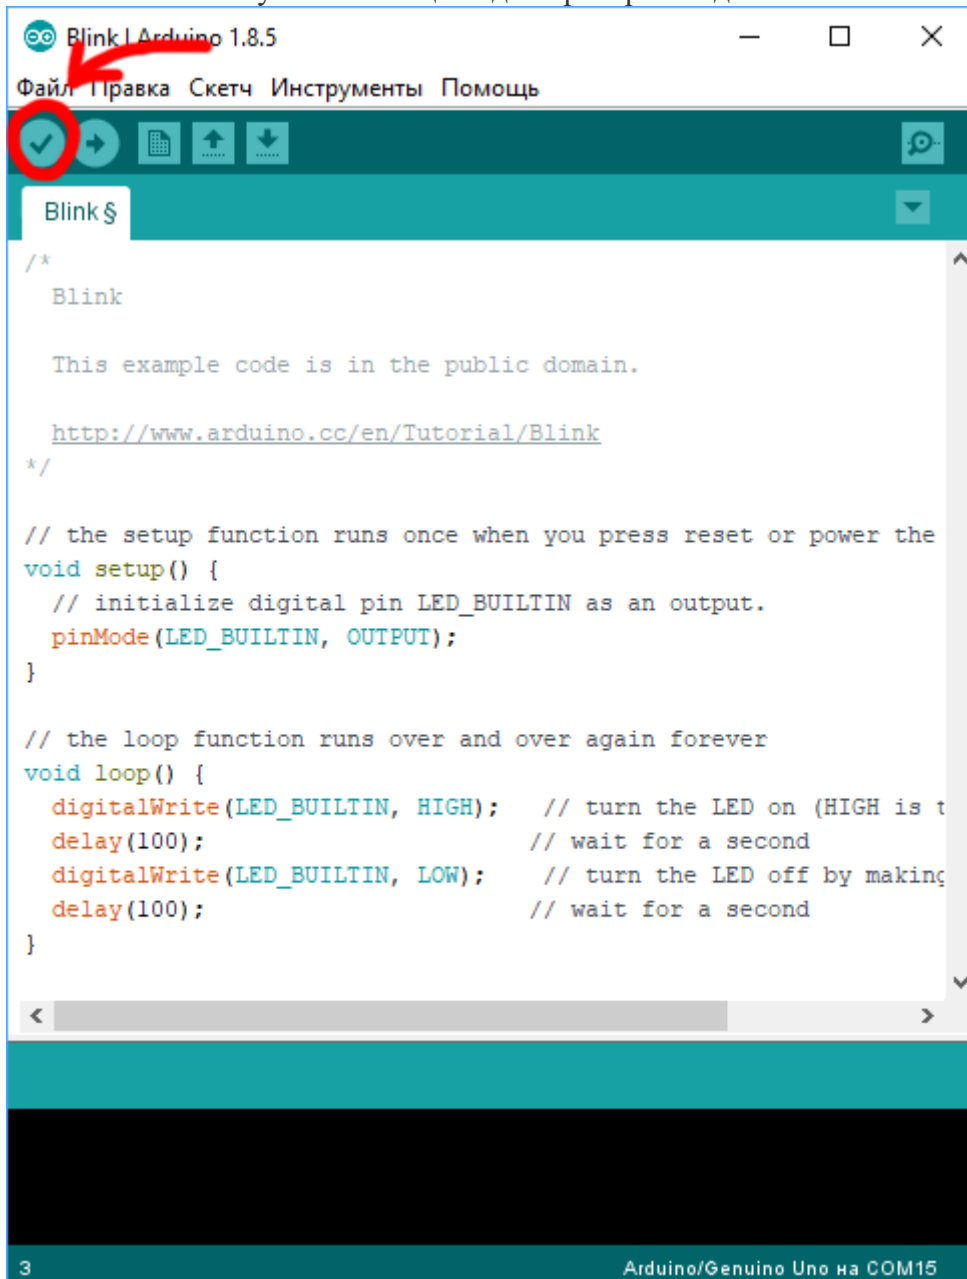 Blink | Arduino 1.8.5
Файл Правка Скетч Инструменты Помощь
Blink §
/*
  Blink

  This example code is in the public domain.

  http://www.arduino.cc/en/Tutorial/Blink
*/

// the setup function runs once when you press reset or power the
void setup() {
  // initialize digital pin LED_BUILTIN as an output.
  pinMode(LED_BUILTIN, OUTPUT);
}

// the loop function runs over and over again forever
void loop() {
  digitalWrite(LED_BUILTIN, HIGH);   // turn the LED on (HIGH is t
  delay(100);                       // wait for a second
  digitalWrite(LED_BUILTIN, LOW);    // turn the LED off by making
  delay(100);                       // wait for a second
}
3 Arduino/Genuino Uno на COM15